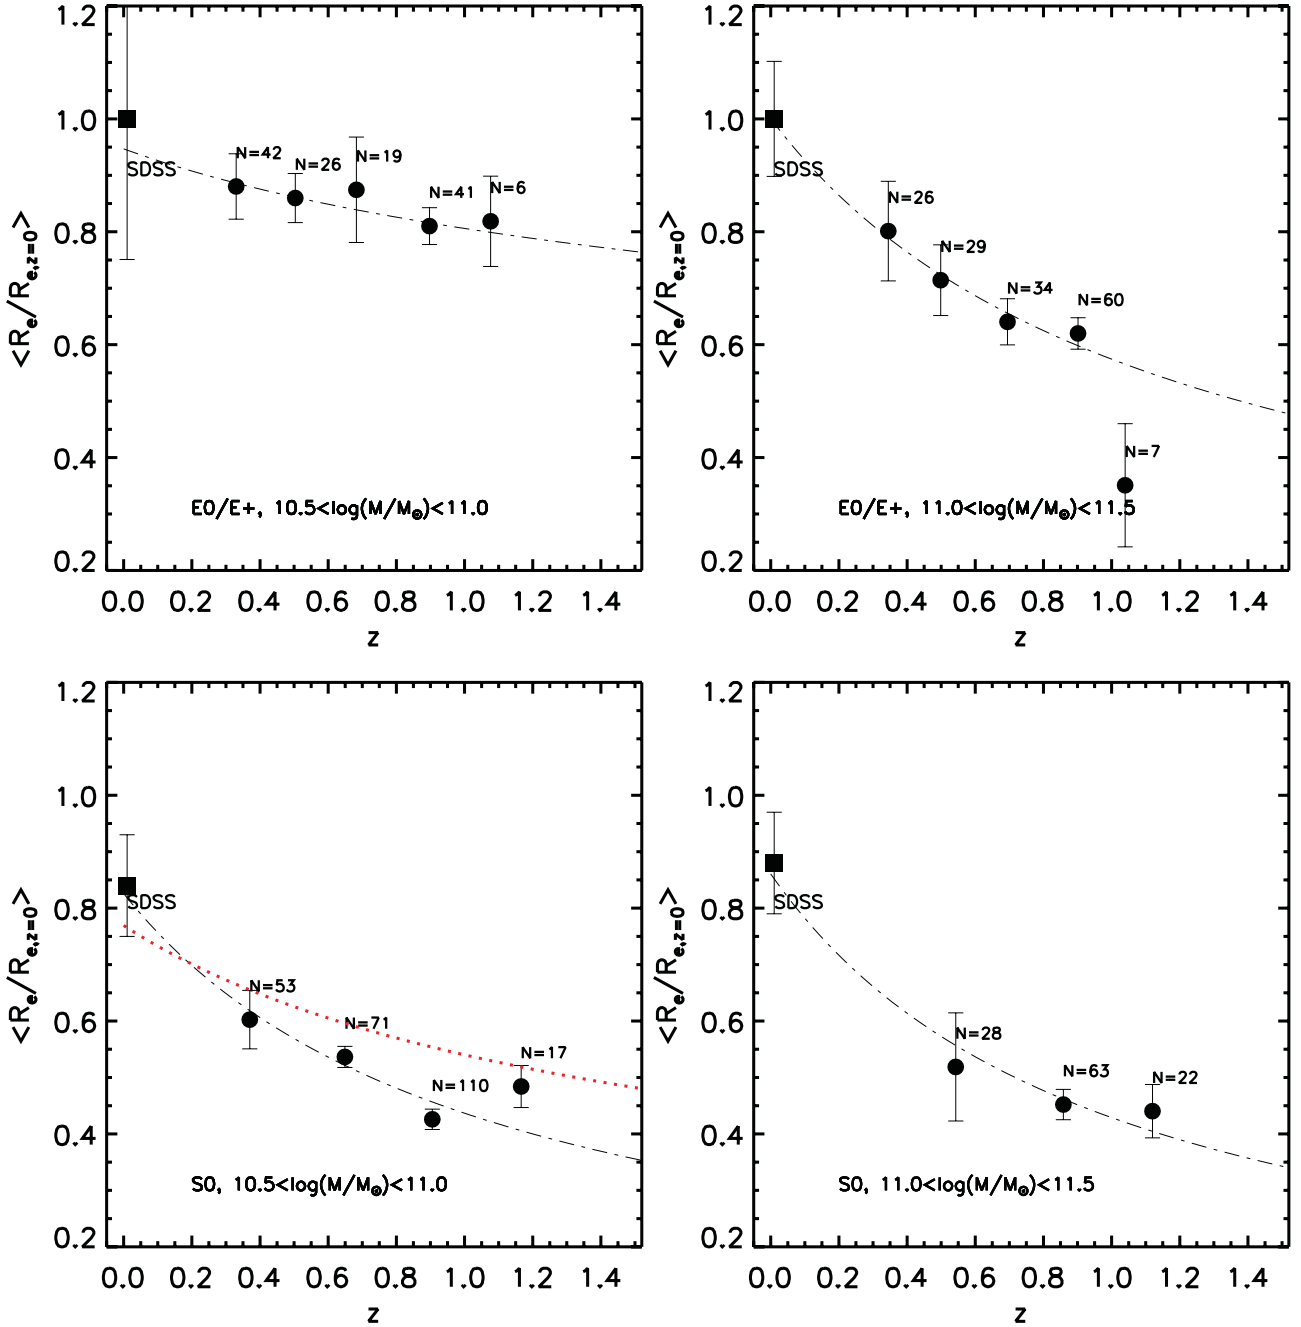 1.2
1.0
0.8
0.6
0.4
0.2
<R_e/R_e,z=0>
SDSS
N=42
N=26
N=19
N=41
N=6
E0/E+, 10.5<log(M/M⊙)<11.0
0.0 0.2 0.4 0.6 0.8 1.0 1.2 1.4
z
1.2
1.0
0.8
0.6
0.4
0.2
<R_e/R_e,z=0>
SDSS
N=26
N=29
N=34
N=60
N=7
E0/E+, 11.0<log(M/M⊙)<11.5
0.0 0.2 0.4 0.6 0.8 1.0 1.2 1.4
z
1.2
1.0
0.8
0.6
0.4
0.2
<R_e/R_e,z=0>
SDSS
N=53
N=71
N=110
N=17
S0, 10.5<log(M/M⊙)<11.0
0.0 0.2 0.4 0.6 0.8 1.0 1.2 1.4
z
1.2
1.0
0.8
0.6
0.4
0.2
<R_e/R_e,z=0>
SDSS
N=28
N=63
N=22
S0, 11.0<log(M/M⊙)<11.5
0.0 0.2 0.4 0.6 0.8 1.0 1.2 1.4
z